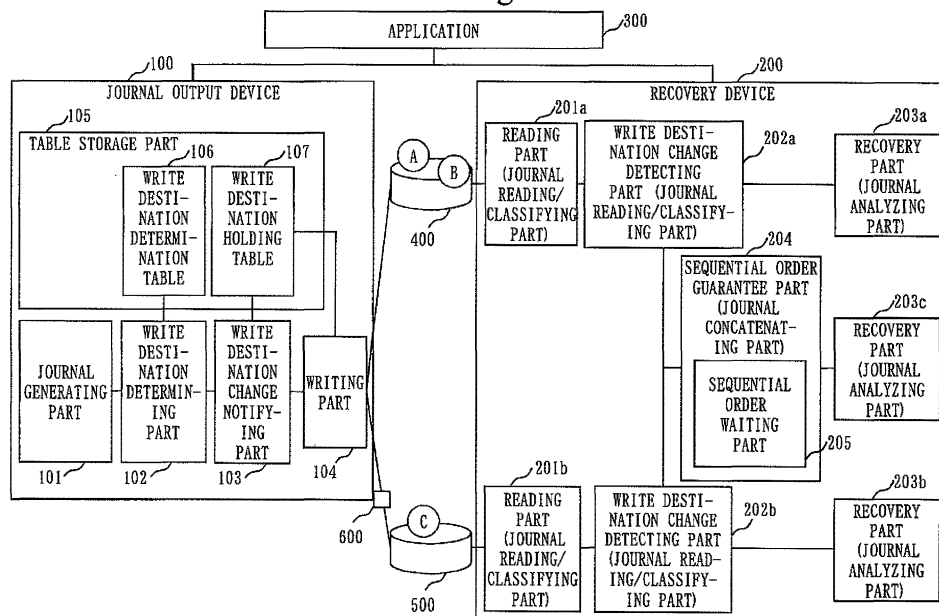 APPLICATION
300
100
JOURNAL OUTPUT DEVICE
105
TABLE STORAGE PART
106
WRITE
DESTI-
NATION
DETERMI-
NATION
TABLE
107
WRITE
DESTI-
NATION
HOLDING
TABLE
JOURNAL
GENERATING
PART
101
WRITE
DESTI-
NATION
DETERMIN-
ING
PART
102
WRITE
DESTI-
NATION
CHANGE
NOTIFY-
ING
PART
103
WRITING
PART
104
600
A
B
400
C
500
200
RECOVERY DEVICE
201a
READING
PART
(JOURNAL
READING/
CLASSIFYING
PART)
WRITE DESTI-
NATION CHANGE
DETECTING
PART (JOURNAL
READING/CLASSIFY-
ING PART)
202a
203a
RECOVERY
PART
(JOURNAL
ANALYZING
PART)
204
SEQUENTIAL ORDER
GUARANTEE PART
(JOURNAL
CONCATENAT-
ING PART)
SEQUENTIAL
ORDER
WAITING
PART
205
203c
RECOVERY
PART
(JOURNAL
ANALYZING
PART)
201b
READING
PART
(JOURNAL
READING/
CLASSIFYING
PART)
WRITE DESTI-
NATION CHANGE
DETECTING PART
(JOURNAL READ-
ING/CLASSIFY-
ING PART)
202b
203b
RECOVERY
PART
(JOURNAL
ANALYZING
PART)